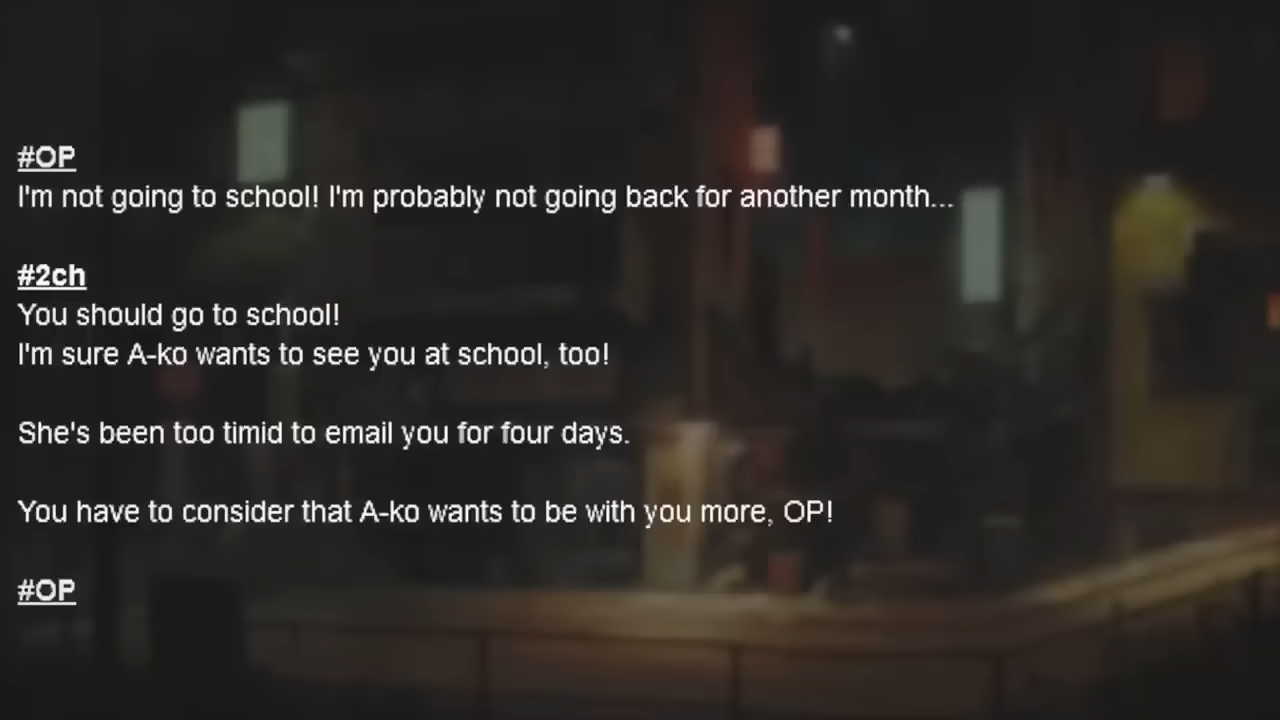 #OP
I'm not going to school! I'm probably not going back for another month...
#2ch
You should go to school!
I'm sure A-ko wants to see you at school, too!
She's been too timid to email you for four days.
You have to consider that A-ko wants to be with you more, OP!
#OP